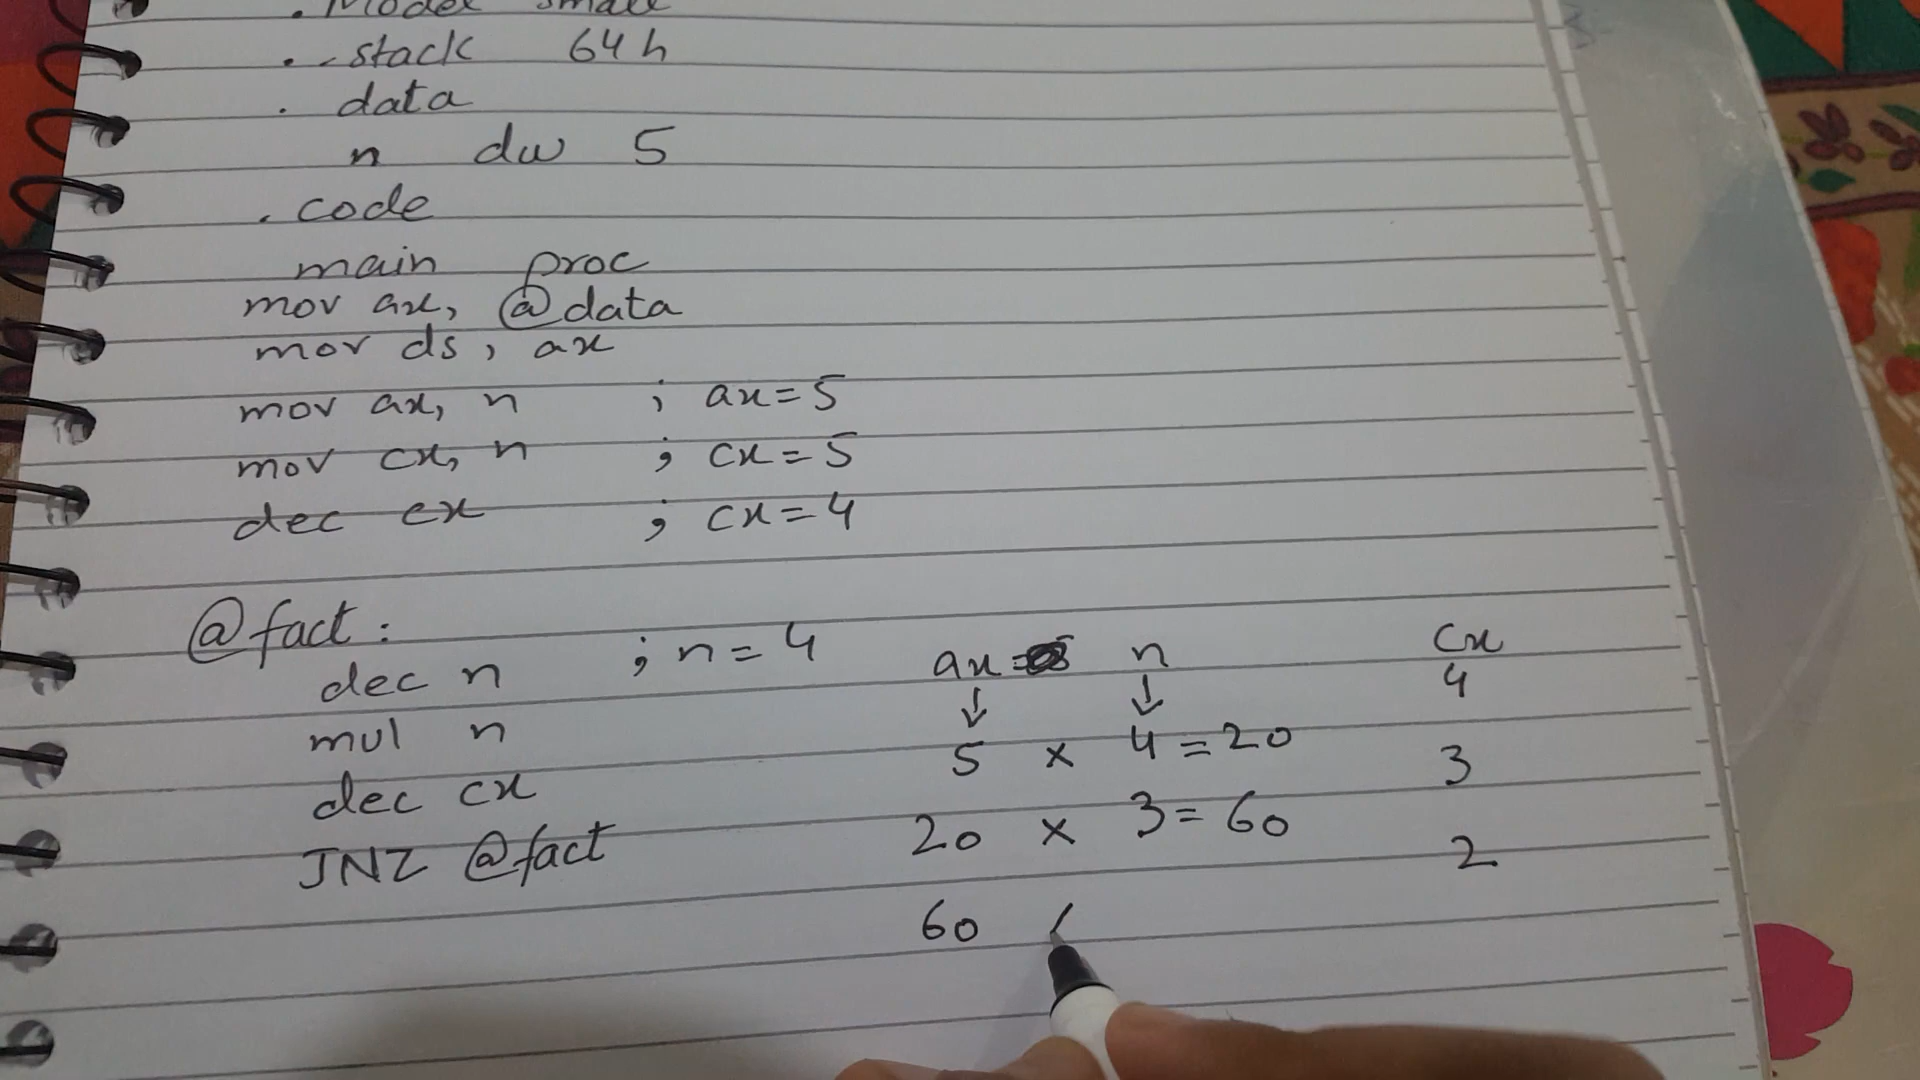 . Model small
. stack 64h
. data
n dw 5
. code
main proc
mov ax, @data
mov ds, ax
mov ax, n ; ax=5
mov cx, n ; cx=5
dec cx ; cx=4
@fact:
dec n ; n=4
mul n
dec cx
JNZ @fact
ax n cx
↓ ↓ 4
5 x 4 = 20 3
20 x 3 = 60 2
60